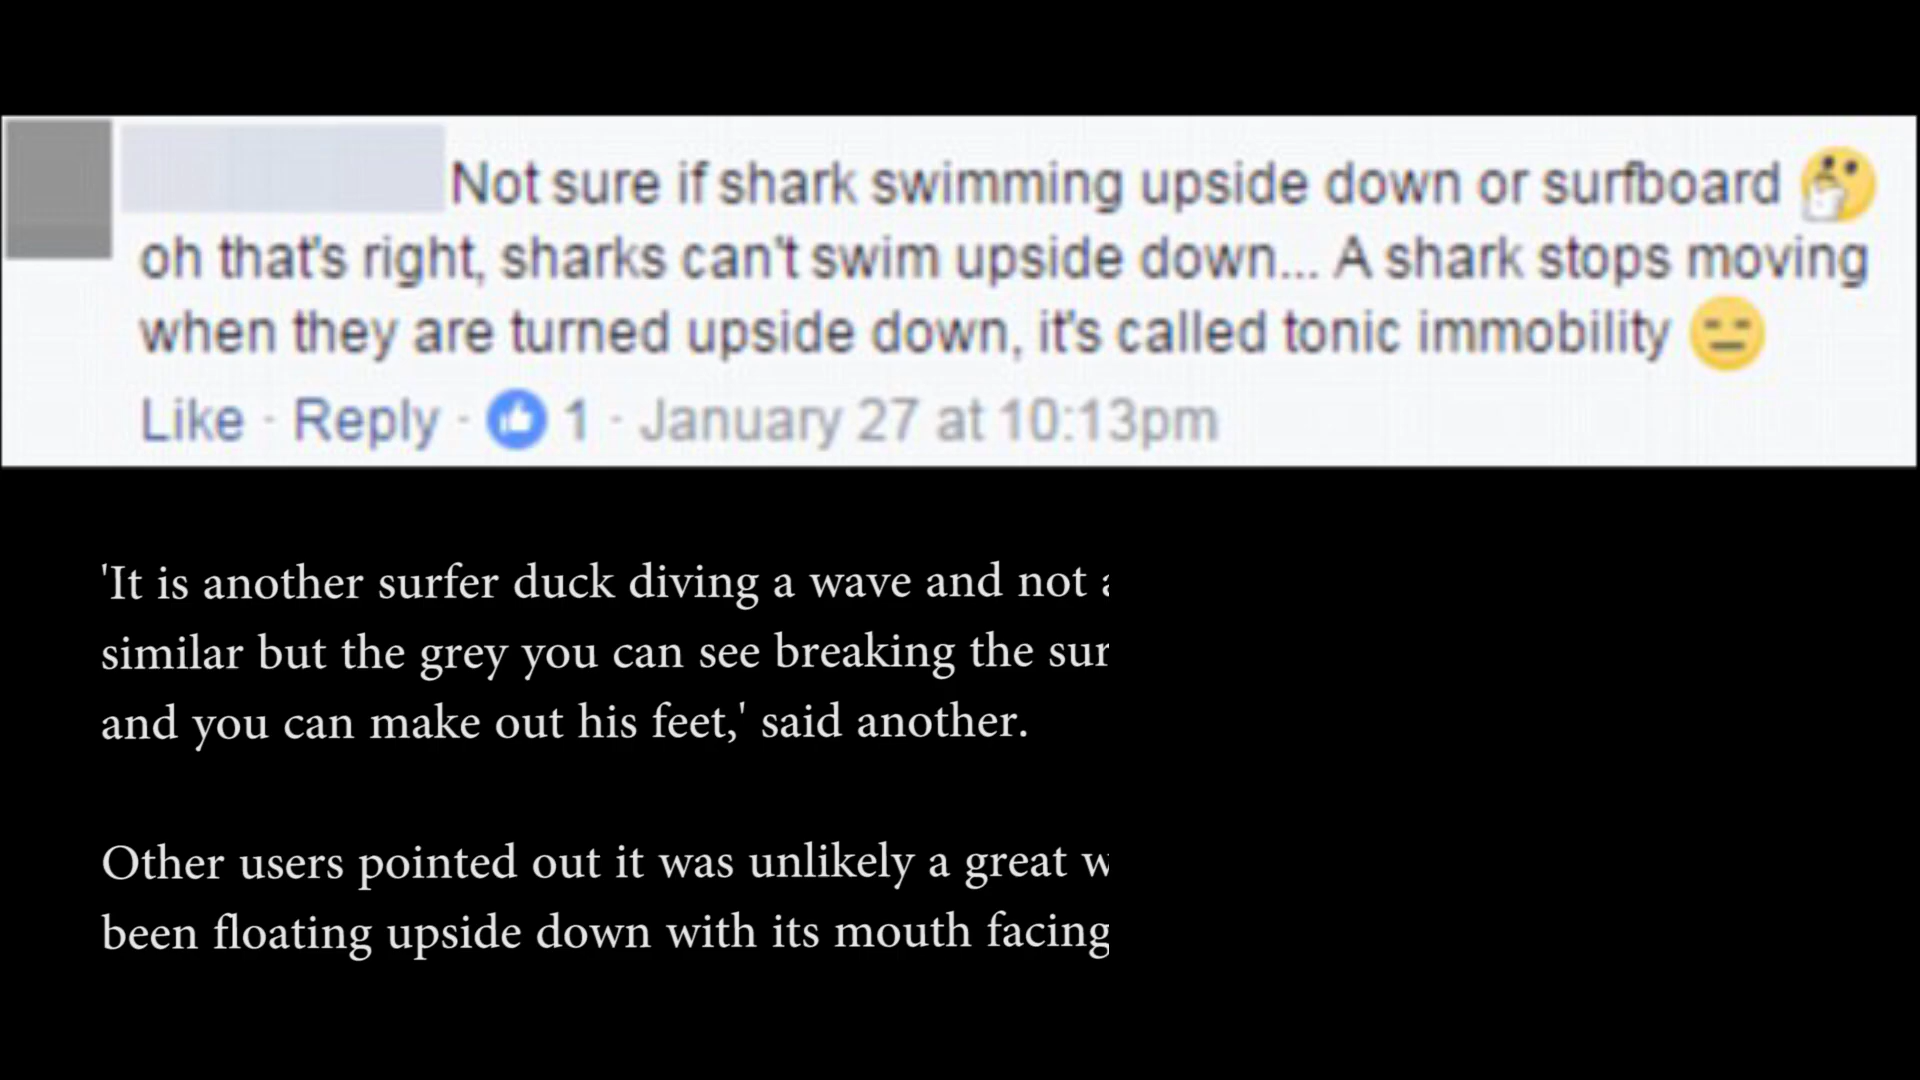 Not sure if shark swimming upside down or surfboard 🤔
oh that's right, sharks can't swim upside down... A shark stops moving
when they are turned upside down, it's called tonic immobility 😑
Like · Reply · 1 · January 27 at 10:13pm
'It is another surfer duck diving a wave and not
similar but the grey you can see breaking the
and you can make out his feet,' said another.
Other users pointed out it was unlikely a great
been floating upside down with its mouth facing